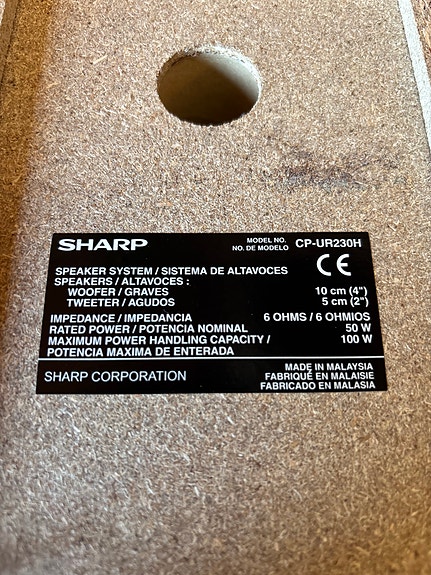 SHARP
MODEL NO.
NO. DE MODELO
CP-UR230H
CE
SPEAKER SYSTEM / SISTEMA DE ALTAVOCES
SPEAKERS / ALTAVOCES :
WOOFER / GRAVES 10 cm (4")
TWEETER / AGUDOS 5 cm (2")
IMPEDANCE / IMPEDANCIA 6 OHMS / 6 OHMIOS
RATED POWER / POTENCIA NOMINAL 50 W
MAXIMUM POWER HANDLING CAPACITY / 100 W
POTENCIA MAXIMA DE ENTERADA
SHARP CORPORATION
MADE IN MALAYSIA
FABRIQUÉ EN MALAISIE
FABRICADO EN MALASIA